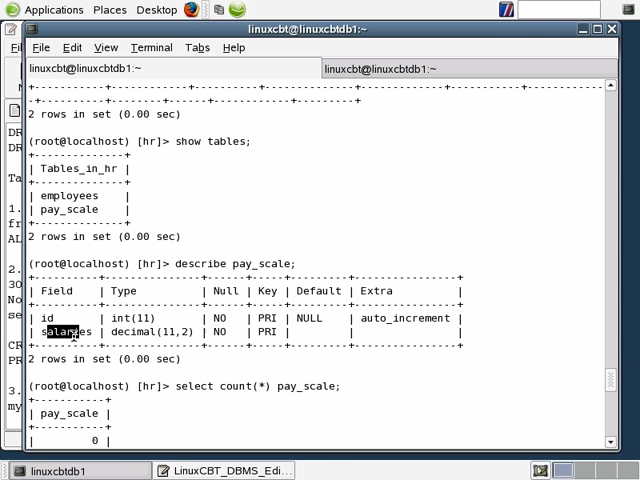 Applications Places Desktop
linuxcbt@linuxcbtdb1:~
File Edit View Terminal Tabs Help
linuxcbt@linuxcbtdb1:~ linuxcbt@linuxcbtdb1:~
+-----------+-------------+-----------+-------------------+--------------+-----------+-----------
-+-----------+--------+------+-------------+---------+
2 rows in set (0.00 sec)
(root@localhost) [hr]> show tables;
+--------------+
| Tables_in_hr |
+--------------+
| employees    |
| pay_scale    |
+--------------+
2 rows in set (0.00 sec)
(root@localhost) [hr]> describe pay_scale;
+----------+---------------+------+-----+---------+----------------+
| Field    | Type          | Null | Key | Default | Extra          |
+----------+---------------+------+-----+---------+----------------+
| id       | int(11)       | NO   | PRI | NULL    | auto_increment |
| salaries | decimal(11,2) | NO   | PRI |         |                |
+----------+---------------+------+-----+---------+----------------+
2 rows in set (0.00 sec)
(root@localhost) [hr]> select count(*) pay_scale;
+-----------+
| pay_scale |
+-----------+
|         0 |
linuxcbtdb1 LinuxCBT_DBMS_Edi...